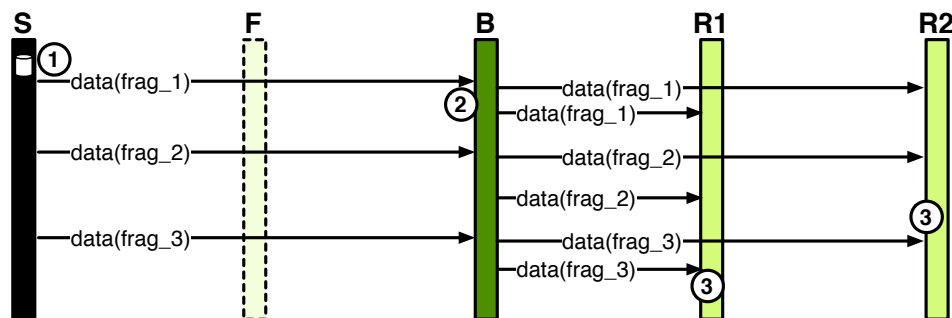 S F B R1 R2
1
data(frag_1) data(frag_1)
2
data(frag_1)
data(frag_2) data(frag_2)
data(frag_2)
3
data(frag_3) data(frag_3)
data(frag_3)
3